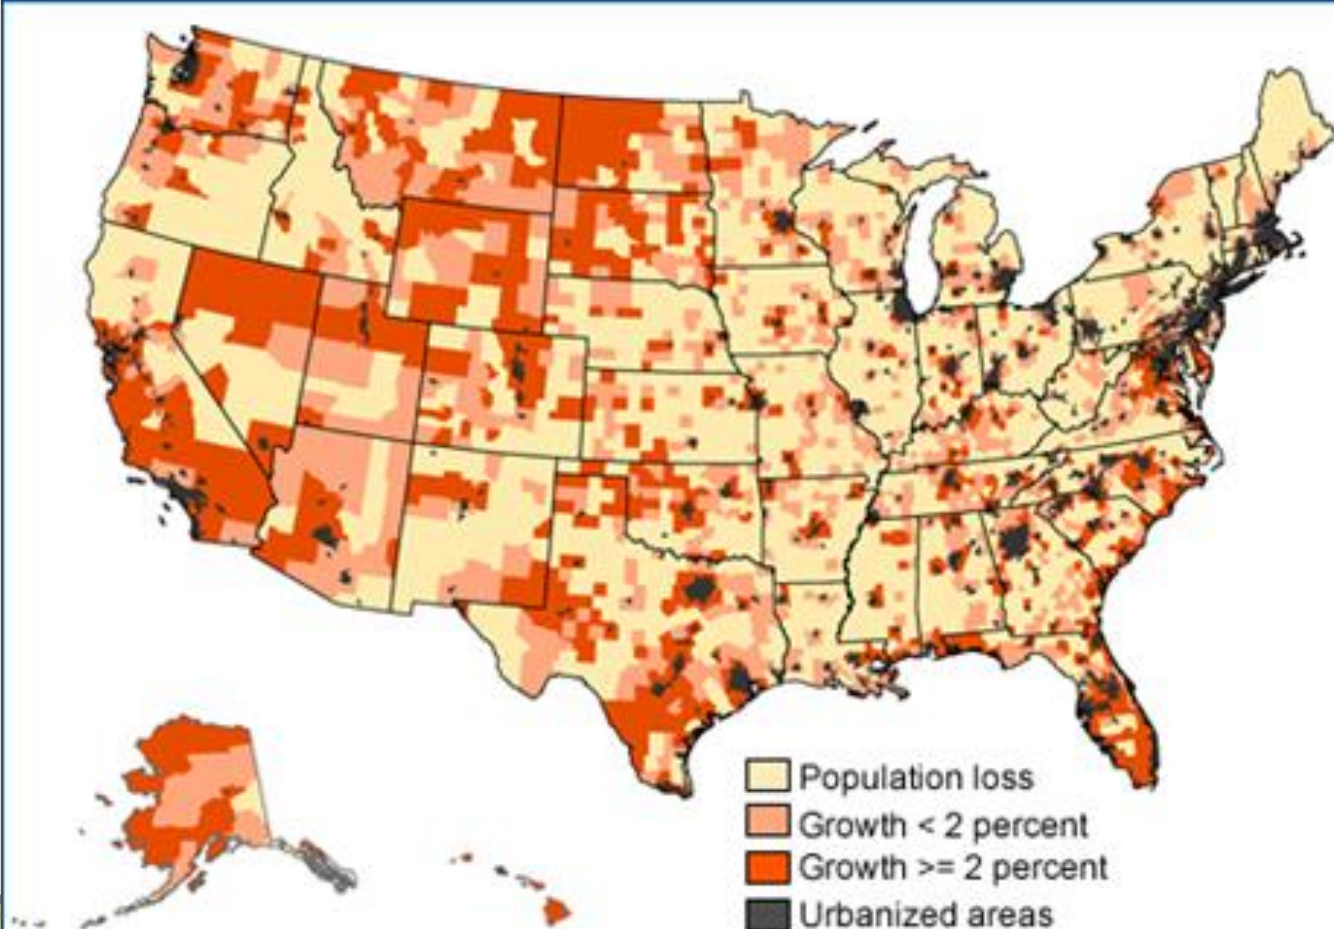 Population loss
Growth < 2 percent
Growth >= 2 percent
Urbanized areas